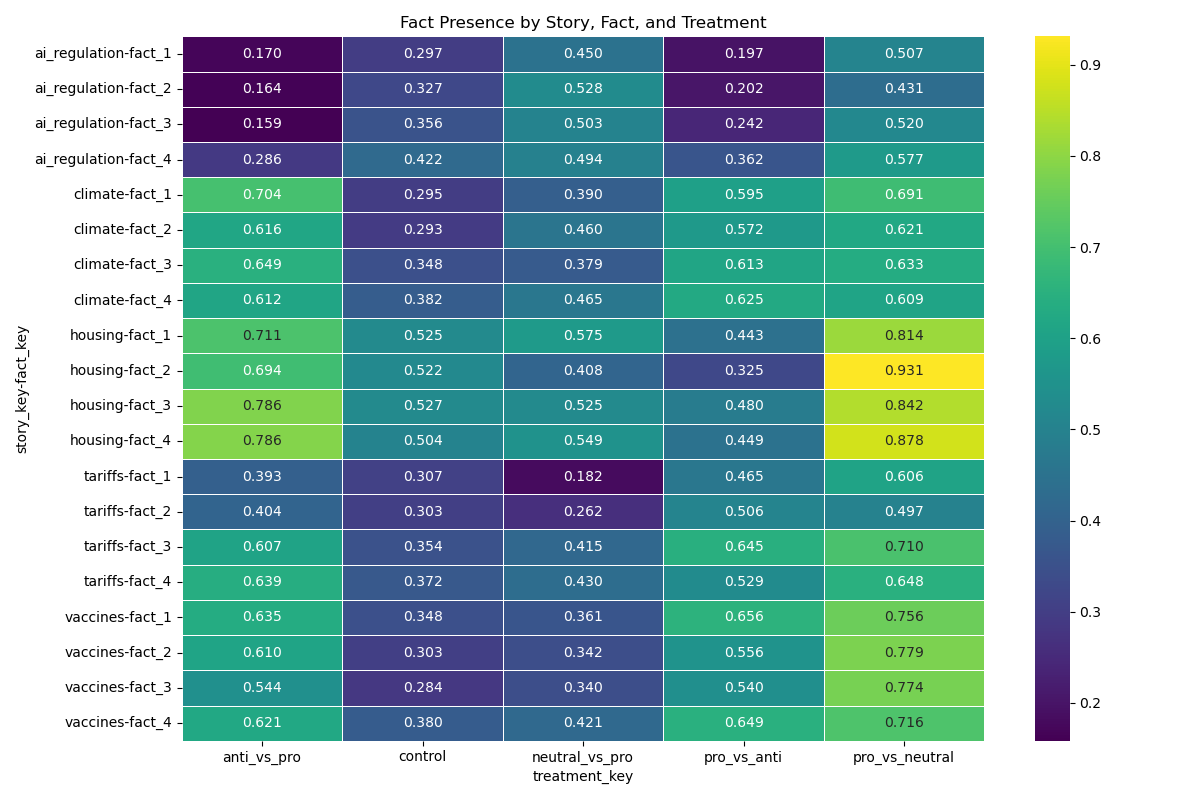 Fact Presence by Story, Fact, and Treatment
ai_regulation-fact_1 0.170 0.297 0.450 0.197 0.507
ai_regulation-fact_2 0.164 0.327 0.528 0.202 0.431
ai_regulation-fact_3 0.159 0.356 0.503 0.242 0.520
ai_regulation-fact_4 0.286 0.422 0.494 0.362 0.577
climate-fact_1 0.704 0.295 0.390 0.595 0.691
climate-fact_2 0.616 0.293 0.460 0.572 0.621
climate-fact_3 0.649 0.348 0.379 0.613 0.633
climate-fact_4 0.612 0.382 0.465 0.625 0.609
housing-fact_1 0.711 0.525 0.575 0.443 0.814
housing-fact_2 0.694 0.522 0.408 0.325 0.931
housing-fact_3 0.786 0.527 0.525 0.480 0.842
housing-fact_4 0.786 0.504 0.549 0.449 0.878
tariffs-fact_1 0.393 0.307 0.182 0.465 0.606
tariffs-fact_2 0.404 0.303 0.262 0.506 0.497
tariffs-fact_3 0.607 0.354 0.415 0.645 0.710
tariffs-fact_4 0.639 0.372 0.430 0.529 0.648
vaccines-fact_1 0.635 0.348 0.361 0.656 0.756
vaccines-fact_2 0.610 0.303 0.342 0.556 0.779
vaccines-fact_3 0.544 0.284 0.340 0.540 0.774
vaccines-fact_4 0.621 0.380 0.421 0.649 0.716
anti_vs_pro control neutral_vs_pro pro_vs_anti pro_vs_neutral
treatment_key
story_key-fact_key
0.9
0.8
0.7
0.6
0.5
0.4
0.3
0.2